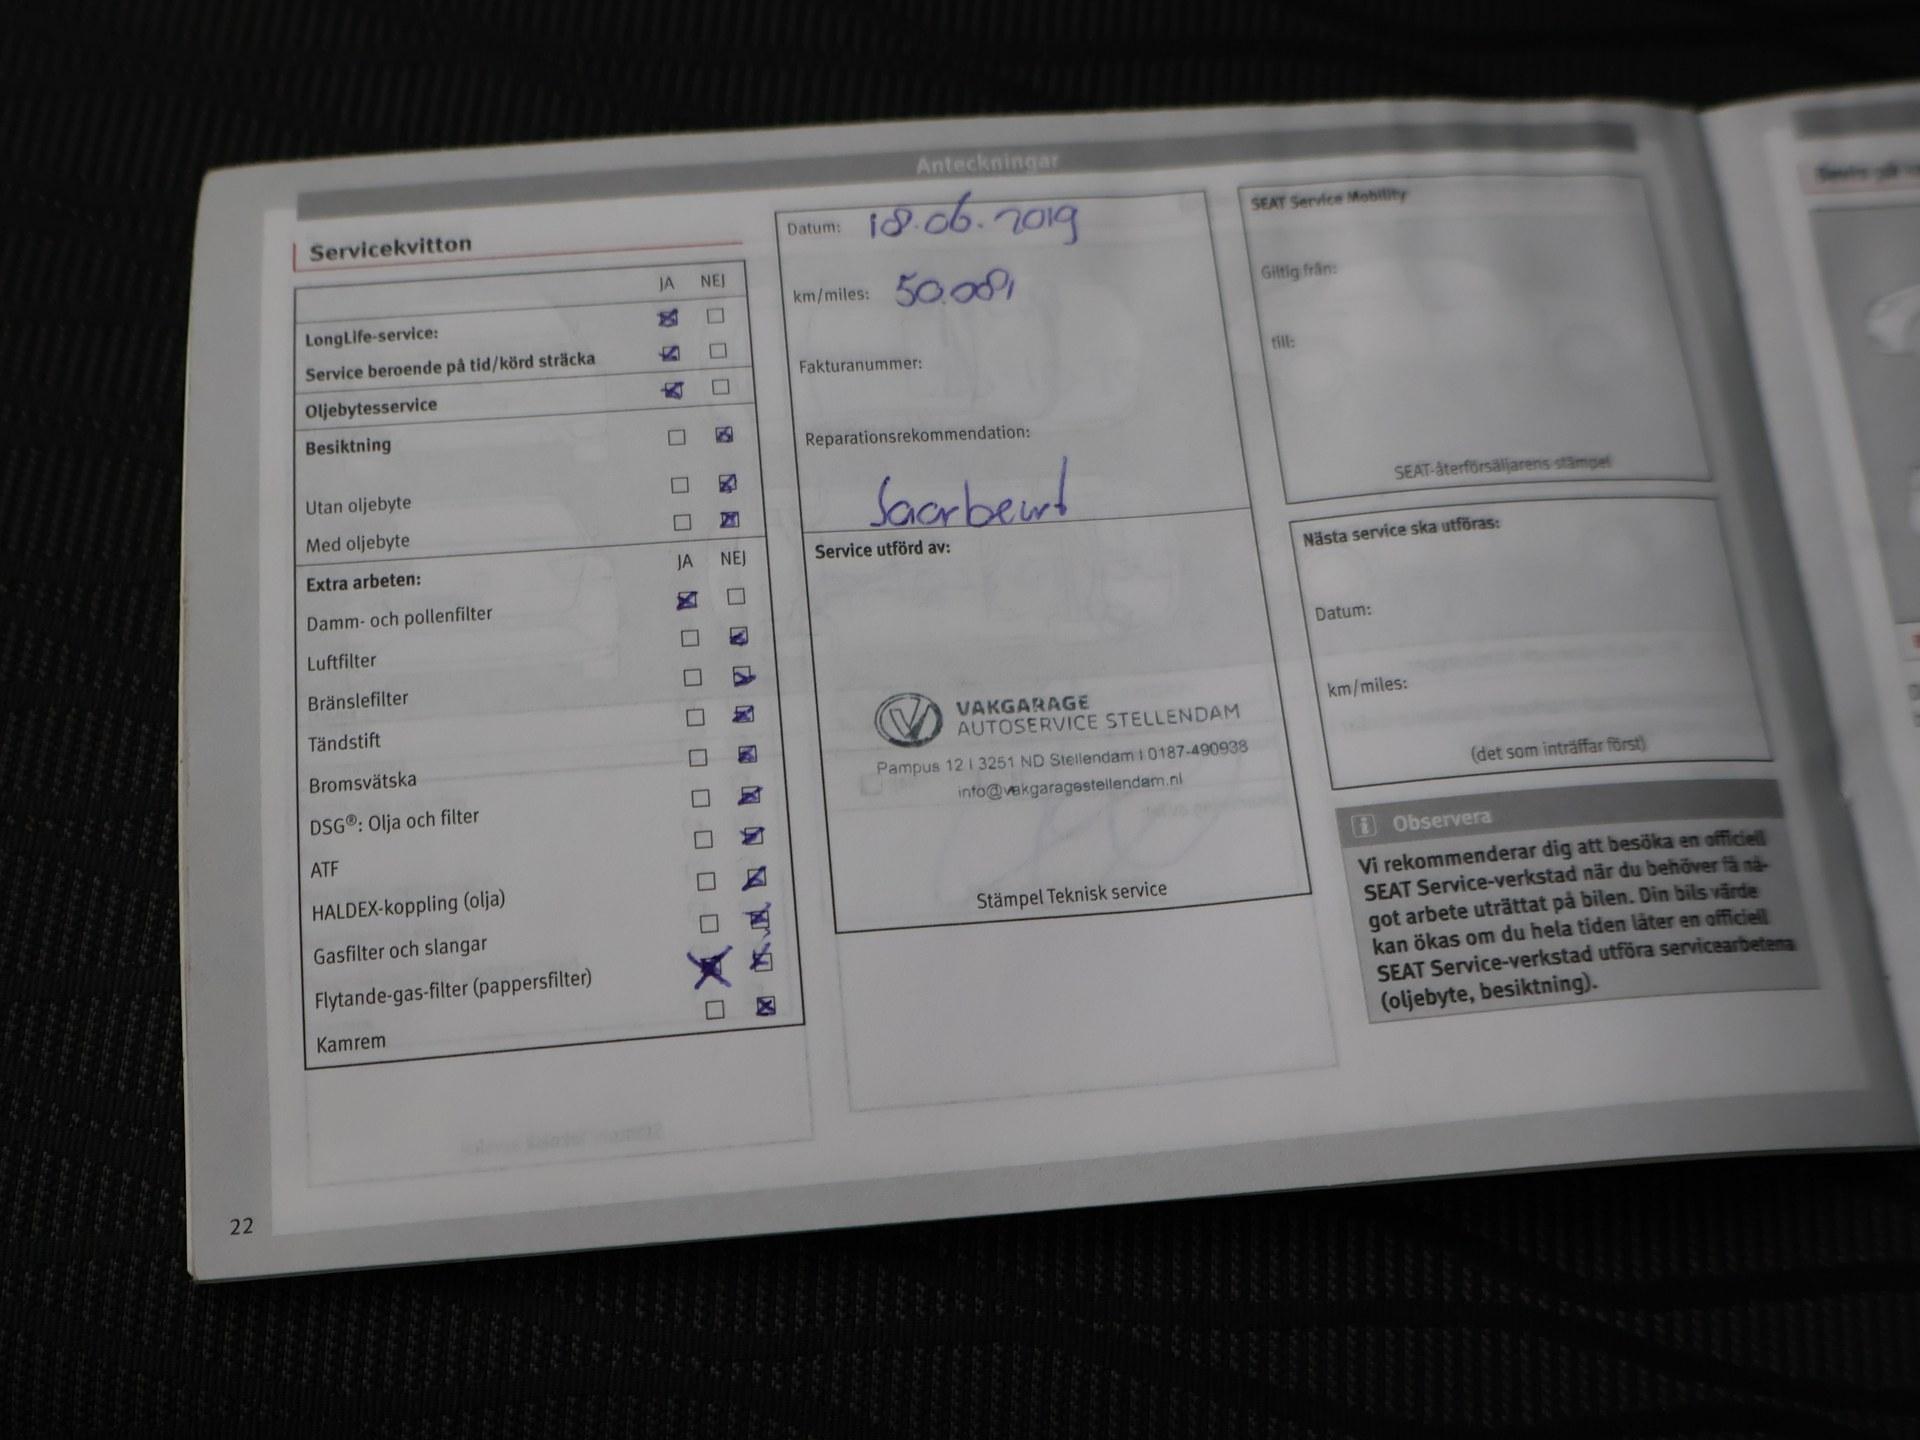 Anteckningar
Servicekvitton
JA NEJ
LongLife-service:
Service beroende på tid/körd sträcka
Oljebytesservice
Besiktning
Utan oljebyte
Med oljebyte
JA NEJ
Extra arbeten:
Damm- och pollenfilter
Luftfilter
Bränslefilter
Tändstift
Bromsvätska
DSG®: Olja och filter
ATF
HALDEX-koppling (olja)
Gasfilter och slangar
Flytande-gas-filter (pappersfilter)
Kamrem
22
Datum: 18.06.2019
km/miles: 50.081
Fakturanummer:
Reparationsrekommendation:
Service utförd av:
VAKGARAGE
AUTOSERVICE STELLENDAM
Pampus 12 I 3251 ND Stellendam I 0187-490938
info@vakgaragestellendam.nl
Stämpel Teknisk service
SEAT Service Mobility
Giltig från:
till:
SEAT-återförsäljarens stämpel
Nästa service ska utföras:
Datum:
km/miles:
(det som inträffar först)
i Observera
Vi rekommenderar dig att besöka en officiell
SEAT Service-verkstad när du behöver få nå-
got arbete uträttat på bilen. Din bils värde
kan ökas om du hela tiden låter en officiell
SEAT Service-verkstad utföra servicearbetena
(oljebyte, besiktning).